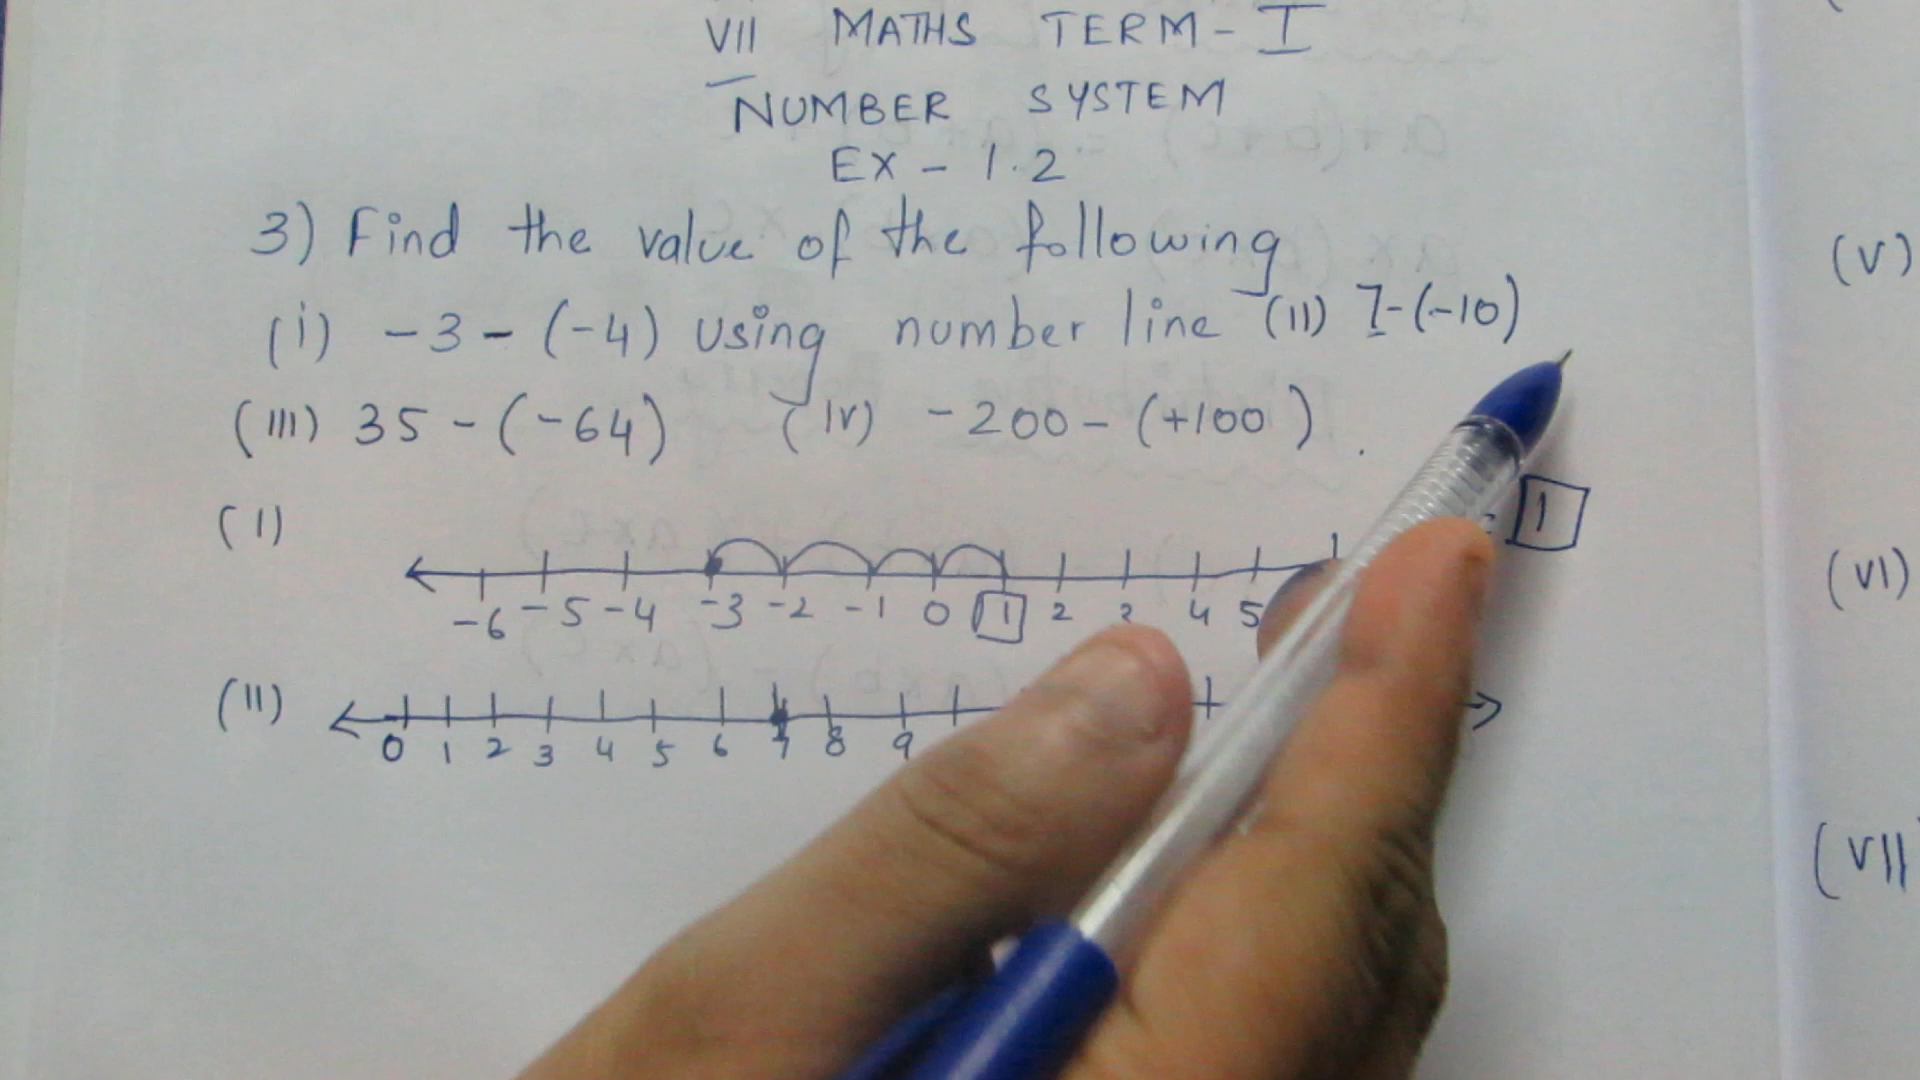 VII MATHS TERM - I
NUMBER SYSTEM
EX - 1.2
3) Find the value of the following
(i) -3 - (-4) using number line (II) 7-(-10)
(III) 35 - (-64) (IV) -200 - (+100).
(I) = 1
-6 -5 -4 -3 -2 -1 0 1 2 3 4 5
(II)
0 1 2 3 4 5 6 7 8 9
(V)
(VI)
(VII